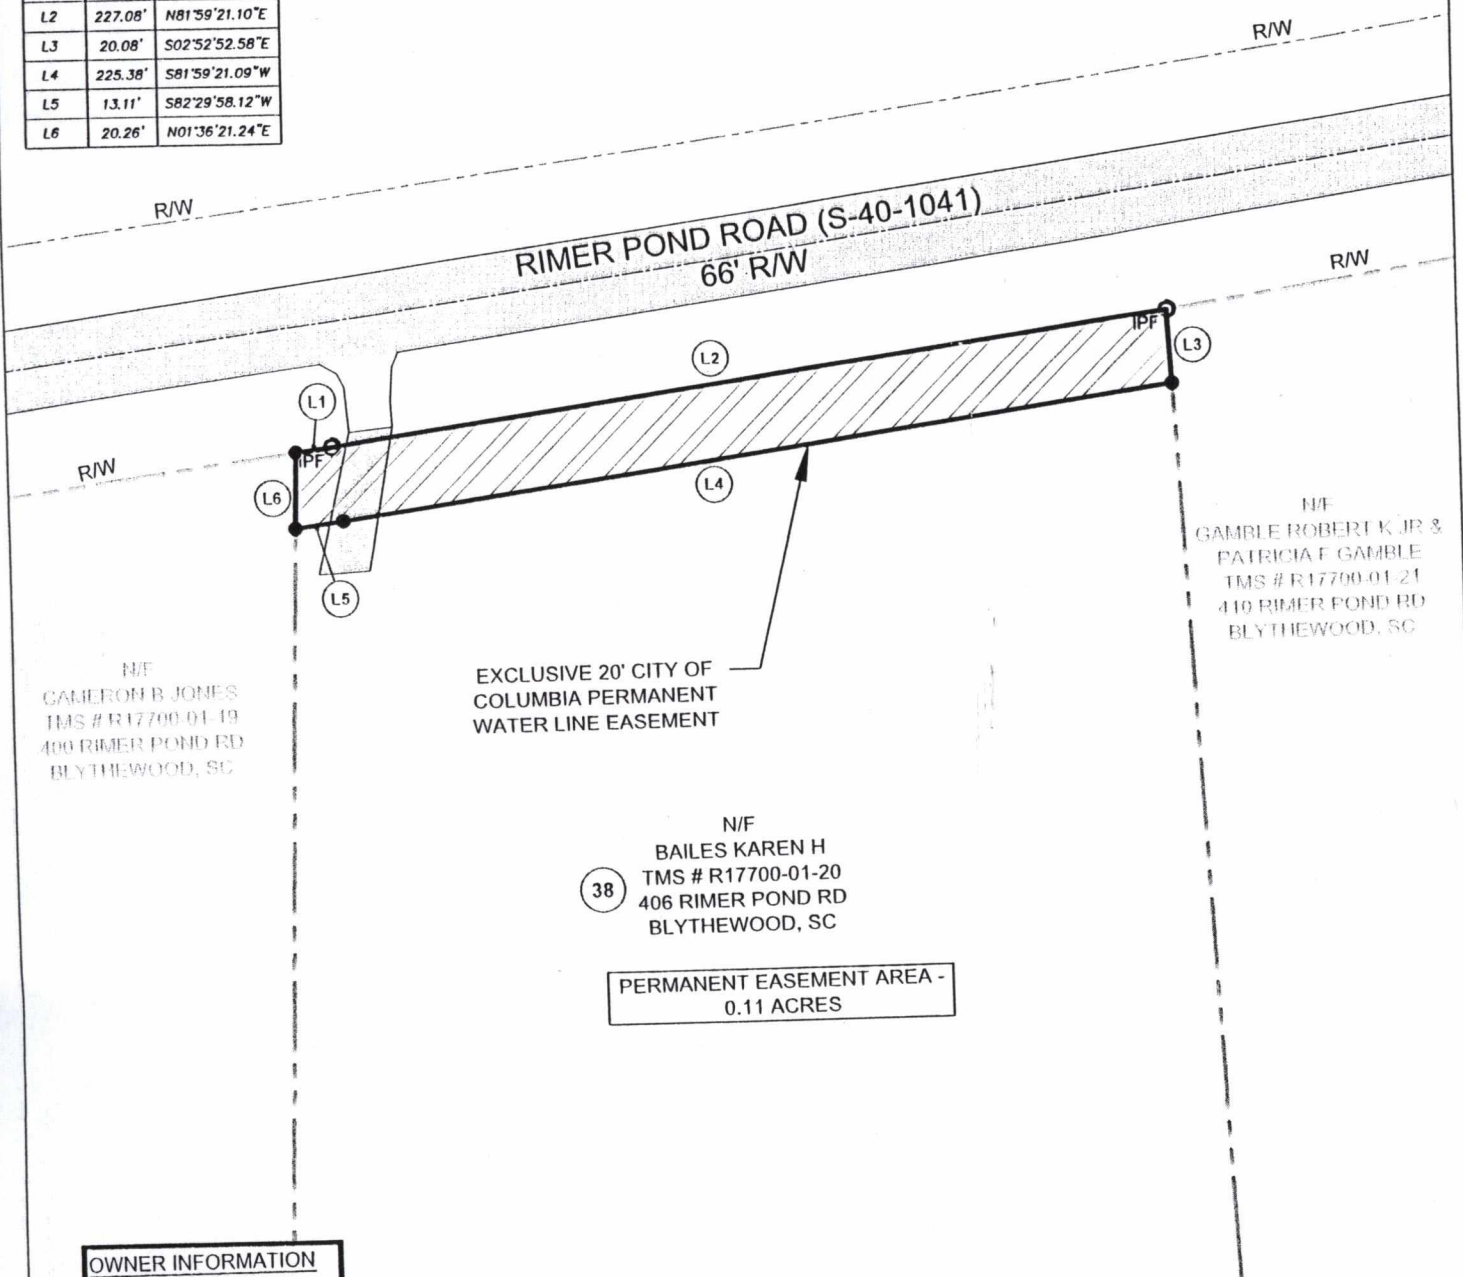 L2 227.08' N81°59'21.10"E
L3 20.08' S02°52'52.58"E
L4 225.38' S81°59'21.09"W
L5 13.11' S82°29'58.12"W
L6 20.26' N01°36'21.24"E
R/W
R/W
RIMER POND ROAD (S-40-1041)
66' R/W
R/W
IPF
L3
L2
L1
IPF
R/W
L6
L4
L5
N/F
GAMBLE ROBERT K JR &
PATRICIA F GAMBLE
TMS # R17700-01-21
410 RIMER POND RD
BLYTHEWOOD, SC
N/F
CAMERON B JONES
TMS # R17700-01-19
400 RIMER POND RD
BLYTHEWOOD, SC
EXCLUSIVE 20' CITY OF
COLUMBIA PERMANENT
WATER LINE EASEMENT
N/F
BAILES KAREN H
38 TMS # R17700-01-20
406 RIMER POND RD
BLYTHEWOOD, SC
PERMANENT EASEMENT AREA -
0.11 ACRES
OWNER INFORMATION